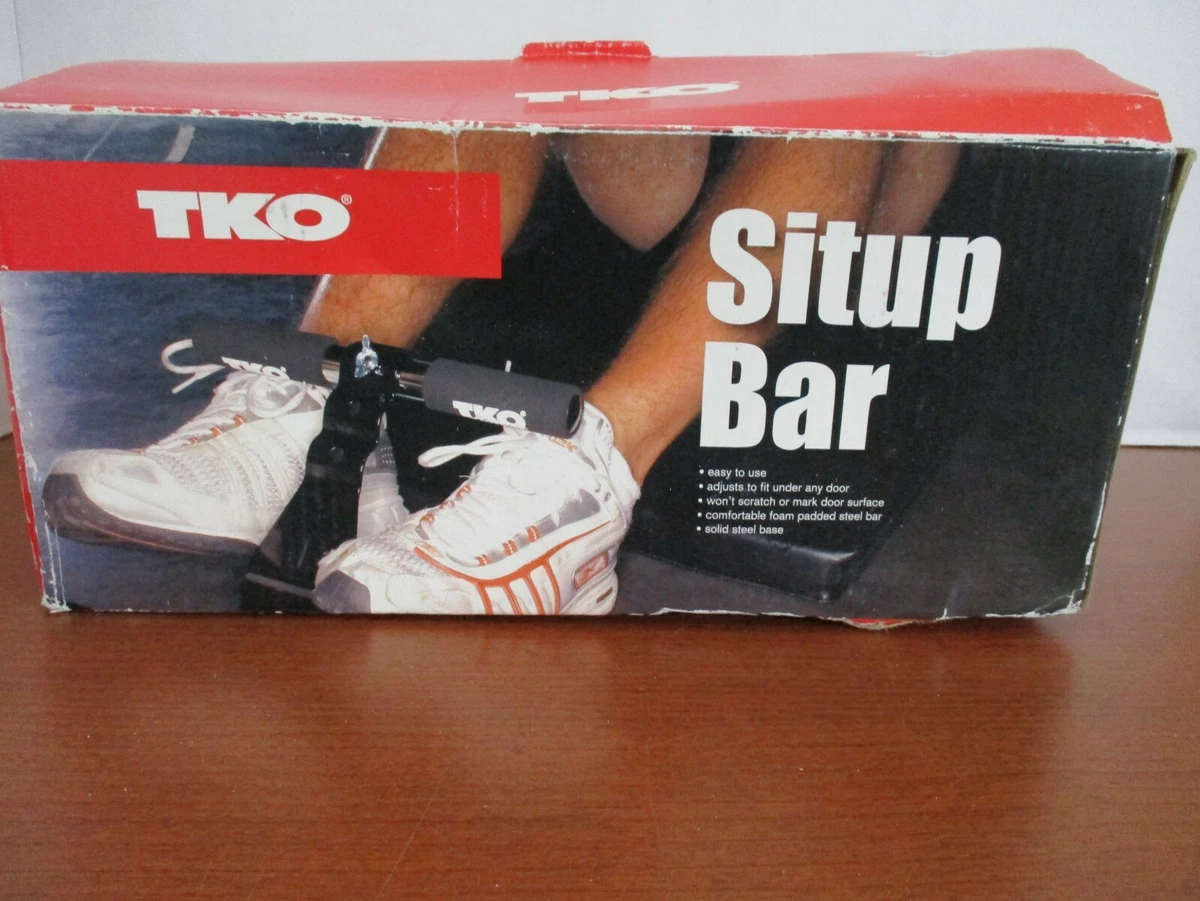 TKO
TKO®
Situp
Bar
• easy to use
• adjusts to fit under any door
• won't scratch or mark door surface
• comfortable foam padded steel bar
• solid steel base
TKO
TKO